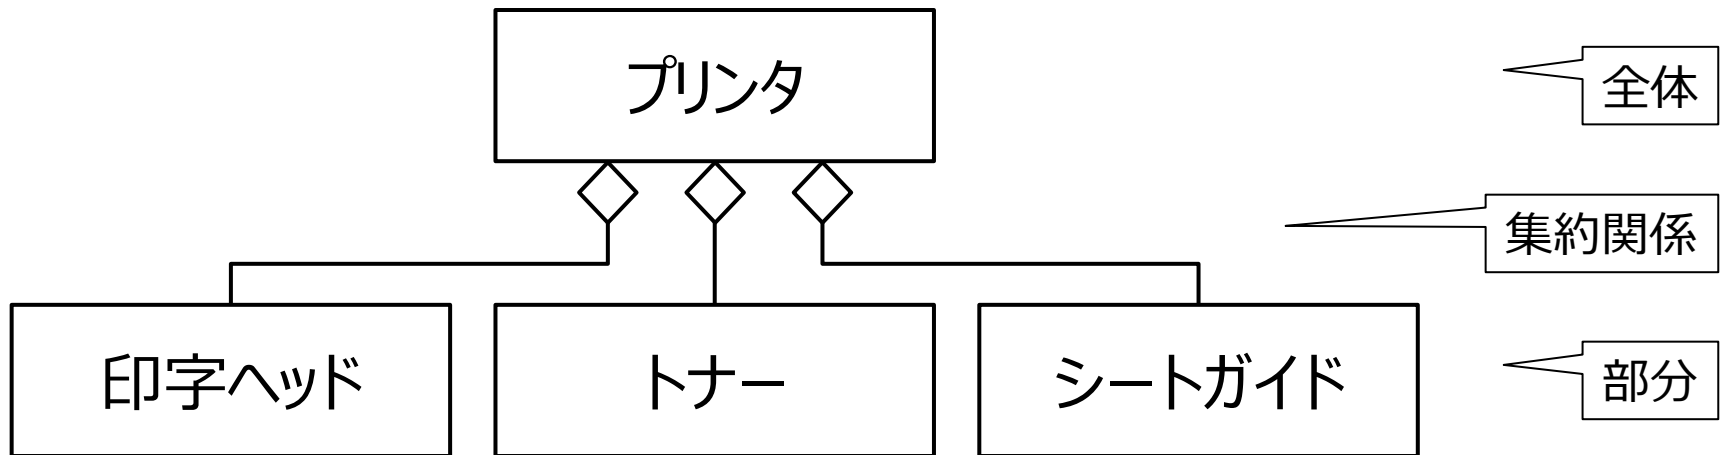 プリンタ
全体
集約関係
印字ヘッド
トナー
シートガイド
部分